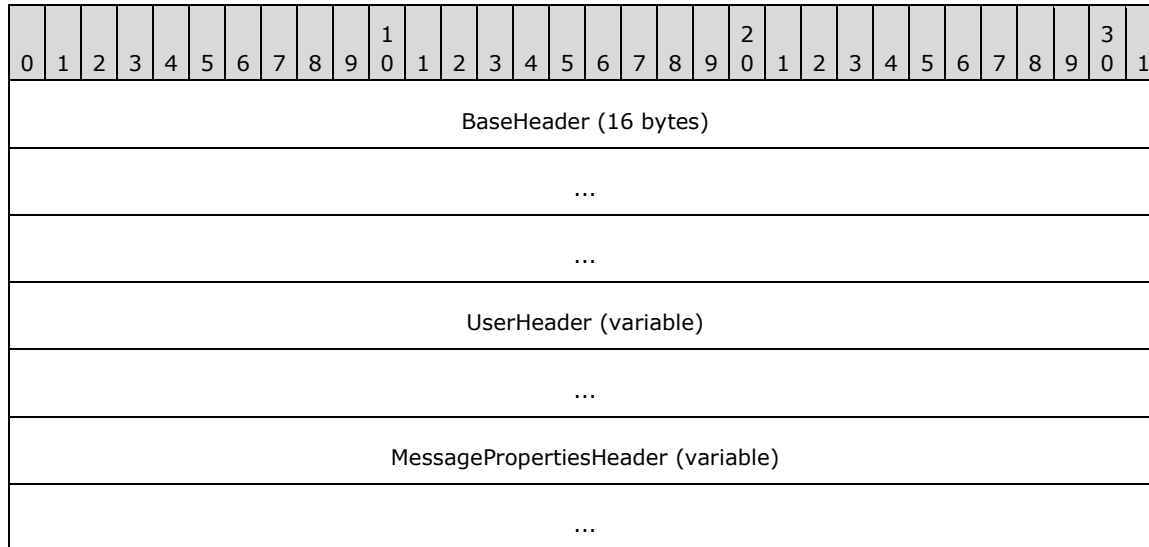 1 2 3
0 1 2 3 4 5 6 7 8 9 0 1 2 3 4 5 6 7 8 9 0 1 2 3 4 5 6 7 8 9 0 1
BaseHeader (16 bytes)
...
...
UserHeader (variable)
...
MessagePropertiesHeader (variable)
...